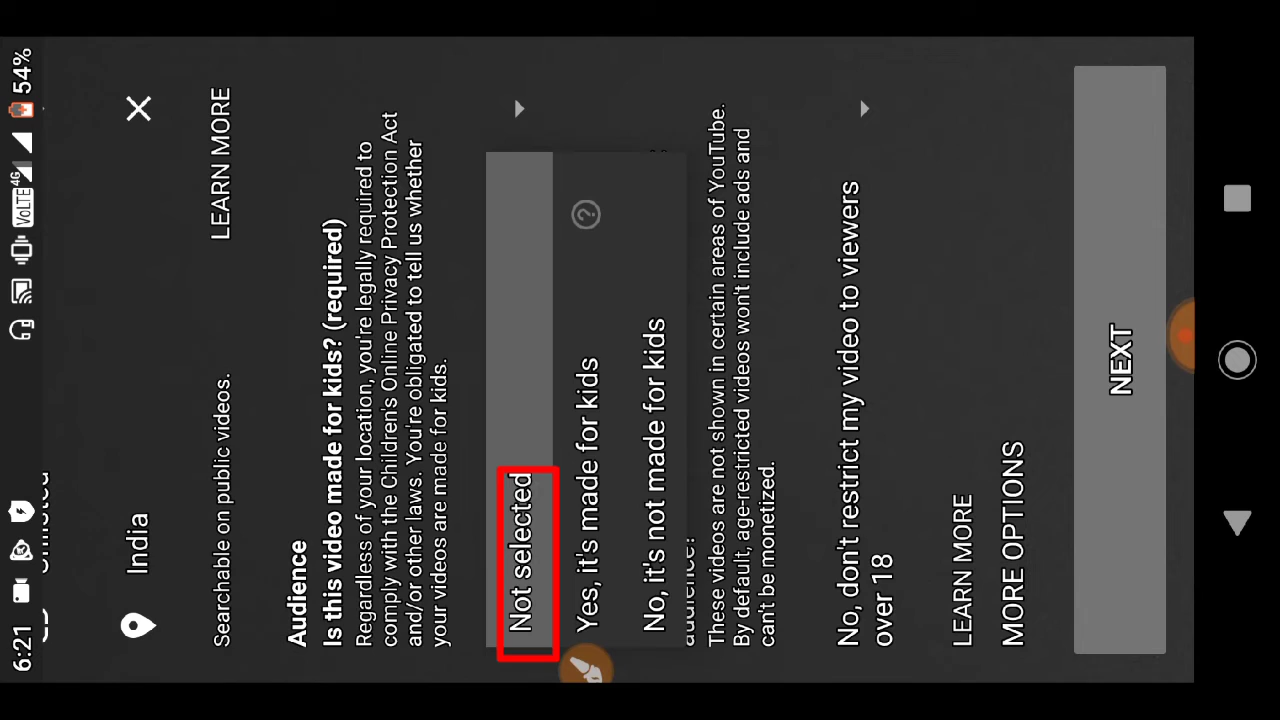 6:21 4G VoLTE 54%
India
Searchable on public videos. LEARN MORE
Audience
Is this video made for kids? (required)
Regardless of your location, you're legally required to
comply with the Children's Online Privacy Protection Act
and/or other laws. You're obligated to tell us whether
your videos are made for kids.
Not selected
Yes, it's made for kids
No, it's not made for kids
audience?
These videos are not shown in certain areas of YouTube.
By default, age-restricted videos won't include ads and
can't be monetized.
No, don't restrict my video to viewers
over 18
LEARN MORE
MORE OPTIONS
NEXT